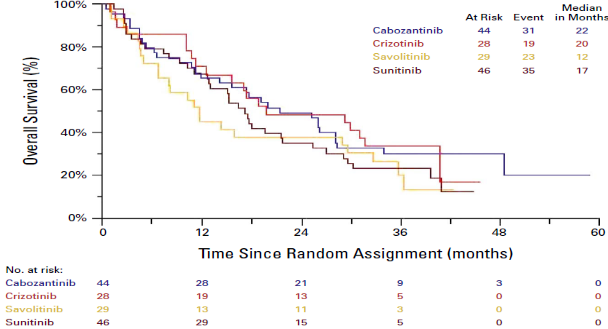 100%
80%
60%
40%
20%
0%
Overall Survival (%)
At Risk Event Median in Months
Cabozantinib 44 31 22
Crizotinib 28 19 20
Savolitinib 29 23 12
Sunitinib 46 35 17
0 12 24 36 48 60
Time Since Random Assignment (months)
No. at risk:
Cabozantinib 44 28 21 9 3 0
Crizotinib 28 19 13 5 0 0
Savolitinib 29 13 11 3 0 0
Sunitinib 46 29 15 5 0 0